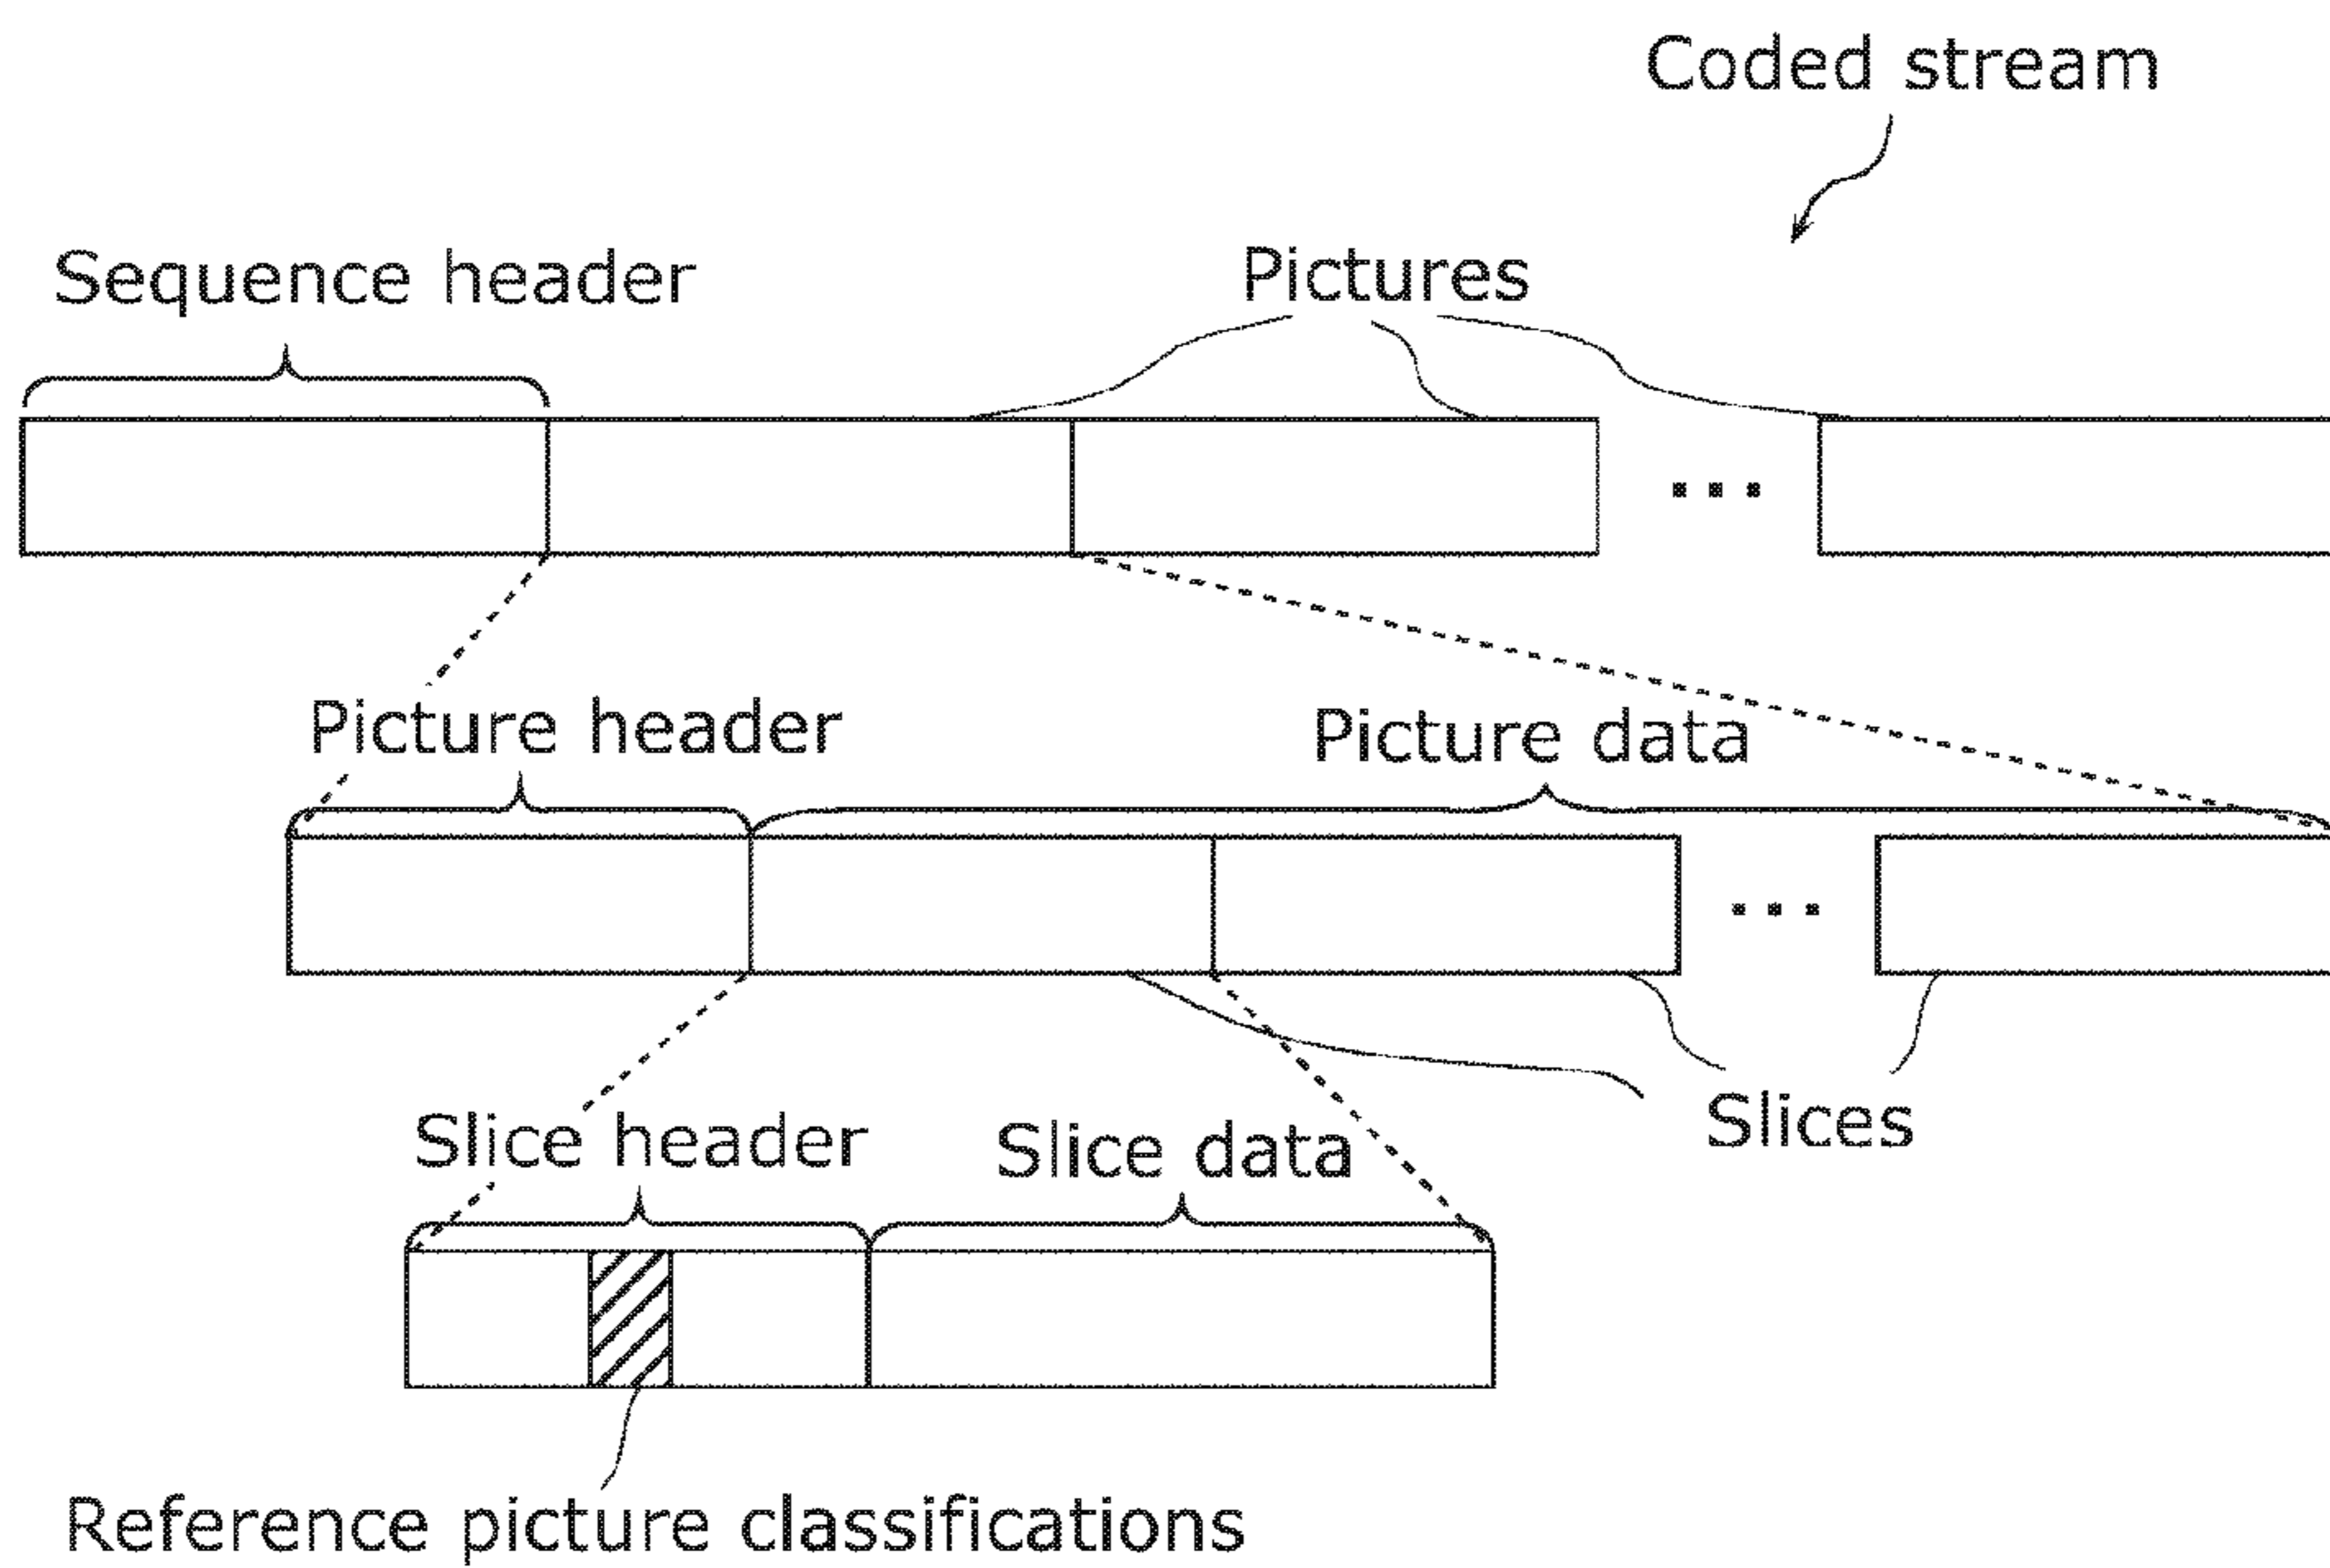 Coded stream
Sequence header
Pictures
...
Picture header
Picture data
...
Slices
Slice header
Slice data
Reference picture classifications